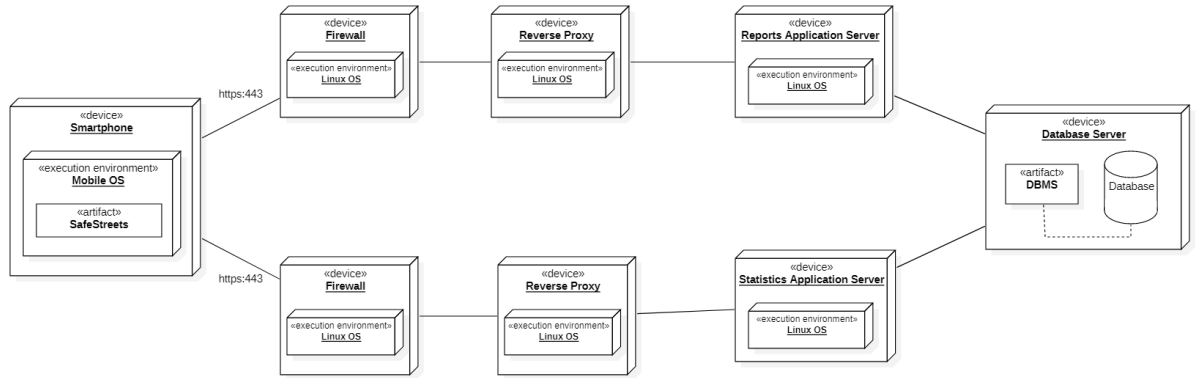 «device»
Firewall
«execution environment»
Linux OS
«device»
Reverse Proxy
«execution environment»
Linux OS
«device»
Reports Application Server
«execution environment»
Linux OS
https:443
«device»
Smartphone
«execution environment»
Mobile OS
«artifact»
SafeStreets
«device»
Database Server
«artifact»
DBMS
Database
https:443
«device»
Firewall
«execution environment»
Linux OS
«device»
Reverse Proxy
«execution environment»
Linux OS
«device»
Statistics Application Server
«execution environment»
Linux OS